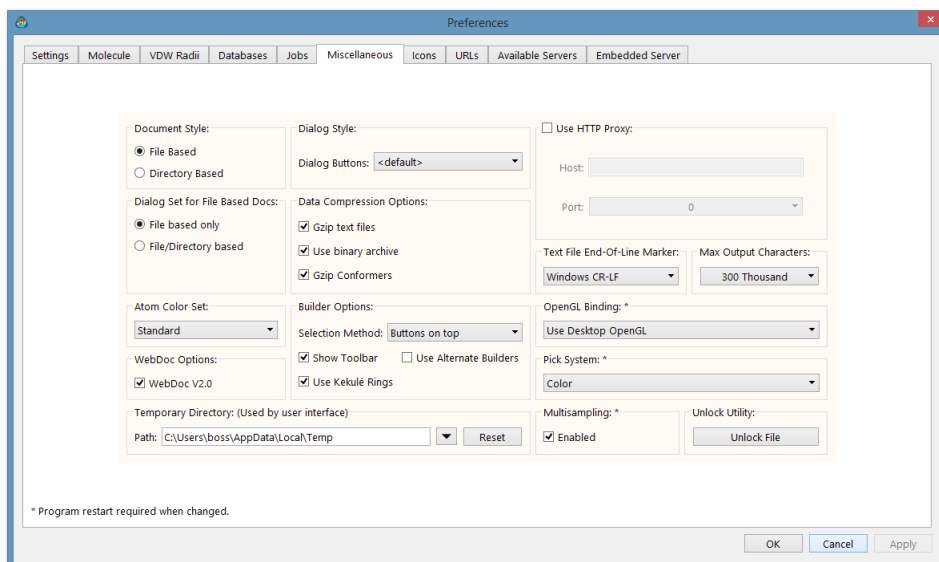 Preferences
Settings Molecule VDW Radii Databases Jobs Miscellaneous Icons URLs Available Servers Embedded Server
Document Style:
File Based
Directory Based
Dialog Style:
Dialog Buttons: <default>
Use HTTP Proxy:
Host:
Port: 0
Dialog Set for File Based Docs:
File based only
File/Directory based
Data Compression Options:
Gzip text files
Use binary archive
Gzip Conformers
Text File End-Of-Line Marker:
Windows CR-LF
Max Output Characters:
300 Thousand
Atom Color Set:
Standard
Builder Options:
Selection Method: Buttons on top
Show Toolbar Use Alternate Builders
Use Kekulé Rings
OpenGL Binding: *
Use Desktop OpenGL
WebDoc Options:
WebDoc V2.0
Pick System: *
Color
Temporary Directory: (Used by user interface)
Path: C:\Users\boss\AppData\Local\Temp Reset
Multisampling: *
Enabled
Unlock Utility:
Unlock File
* Program restart required when changed.
OK Cancel Apply